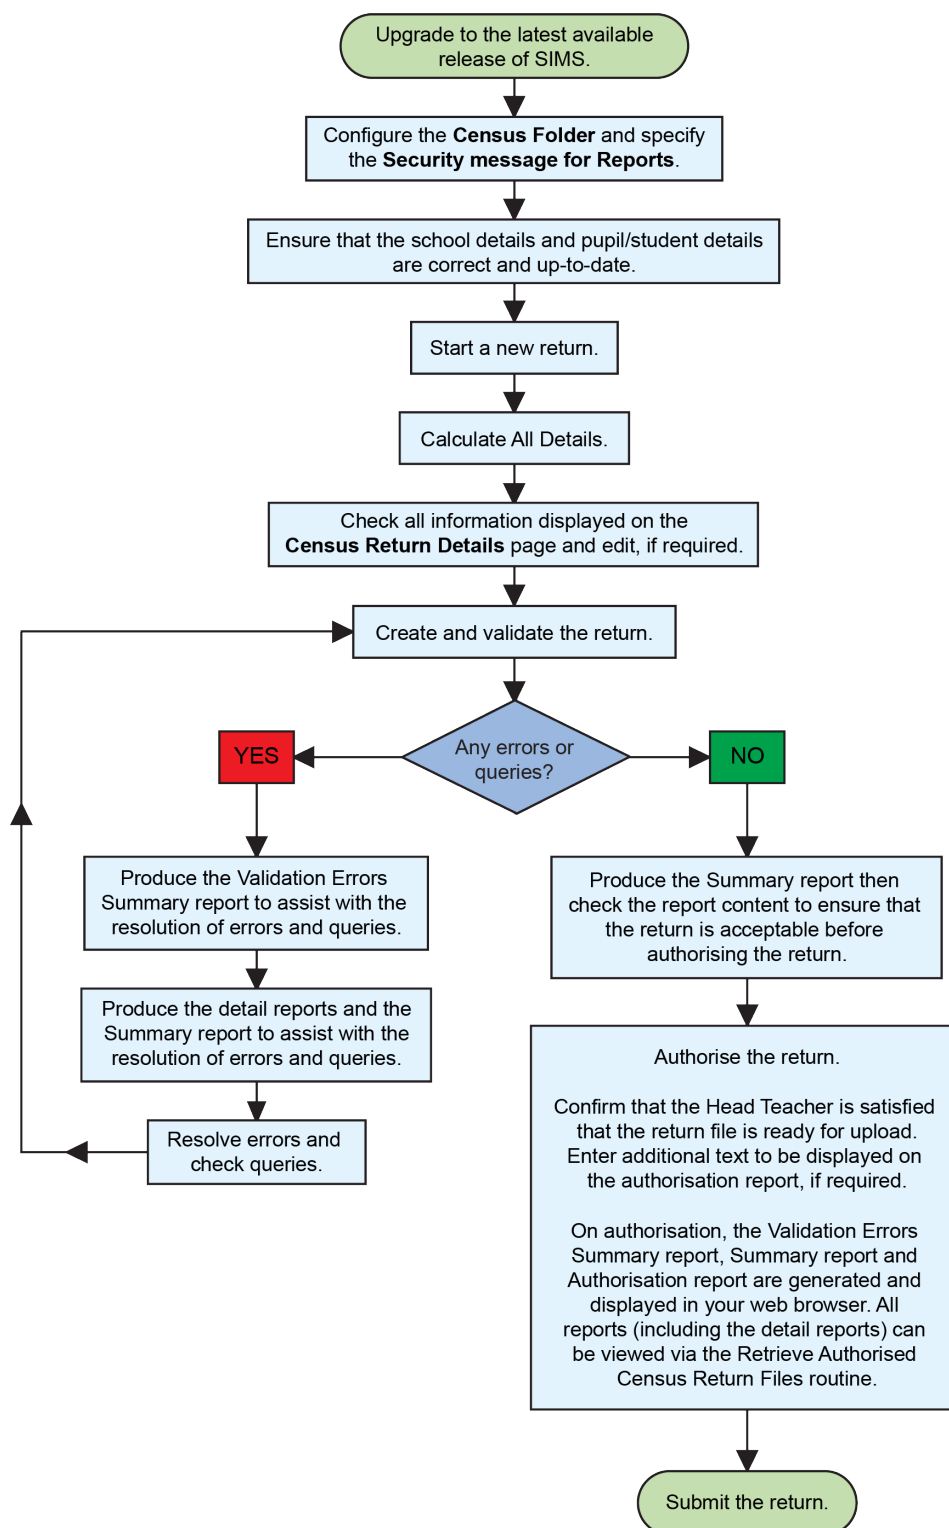 Upgrade to the latest available
release of SIMS.
Configure the Census Folder and specify
the Security message for Reports.
Ensure that the school details and pupil/student details
are correct and up-to-date.
Start a new return.
Calculate All Details.
Check all information displayed on the
Census Return Details page and edit, if required.
Create and validate the return.
Any errors or
queries?
YES
NO
Produce the Validation Errors
Summary report to assist with the
resolution of errors and queries.
Produce the detail reports and the
Summary report to assist with the
resolution of errors and queries.
Resolve errors and
check queries.
Produce the Summary report then
check the report content to ensure that
the return is acceptable before
authorising the return.
Authorise the return.
Confirm that the Head Teacher is satisfied
that the return file is ready for upload.
Enter additional text to be displayed on
the authorisation report, if required.
On authorisation, the Validation Errors
Summary report, Summary report and
Authorisation report are generated and
displayed in your web browser. All
reports (including the detail reports) can
be viewed via the Retrieve Authorised
Census Return Files routine.
Submit the return.